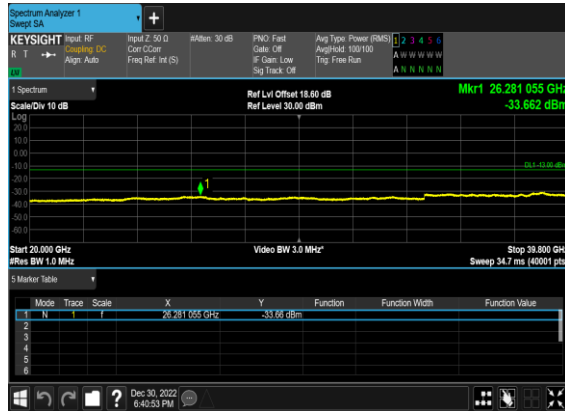 Spectrum Analyzer 1
Swept SA
+
KEYSIGHT Input: RF Input Z: 50 Ω #Atten: 30 dB PNO: Fast Avg Type: Power (RMS) 1 2 3 4 5 6
R T Coupling: DC Corr CCorr Gate: Off Avg|Hold: 100/100 A W W W W W
Align: Auto Freq Ref: Int (S) IF Gain: Low Trig: Free Run
Sig Track: Off A N N N N N
1 Spectrum Ref Lvl Offset 18.60 dB Mkr1 26.281 055 GHz
Scale/Div 10 dB Ref Level 30.00 dBm -33.662 dBm
Log
20.0
10.0
0.00
-10.0
DL1 -13.00 dBm
-20.0
1
-30.0
-40.0
-50.0
-60.0
Start 20.000 GHz Video BW 3.0 MHz* Stop 39.800 GHz
#Res BW 1.0 MHz Sweep 34.7 ms (40001 pts)
5 Marker Table
Mode Trace Scale X Y Function Function Width Function Value
1 N 1 f 26.281 055 GHz -33.66 dBm
2
3
4
5
6
? Dec 30, 2022
6:40:53 PM